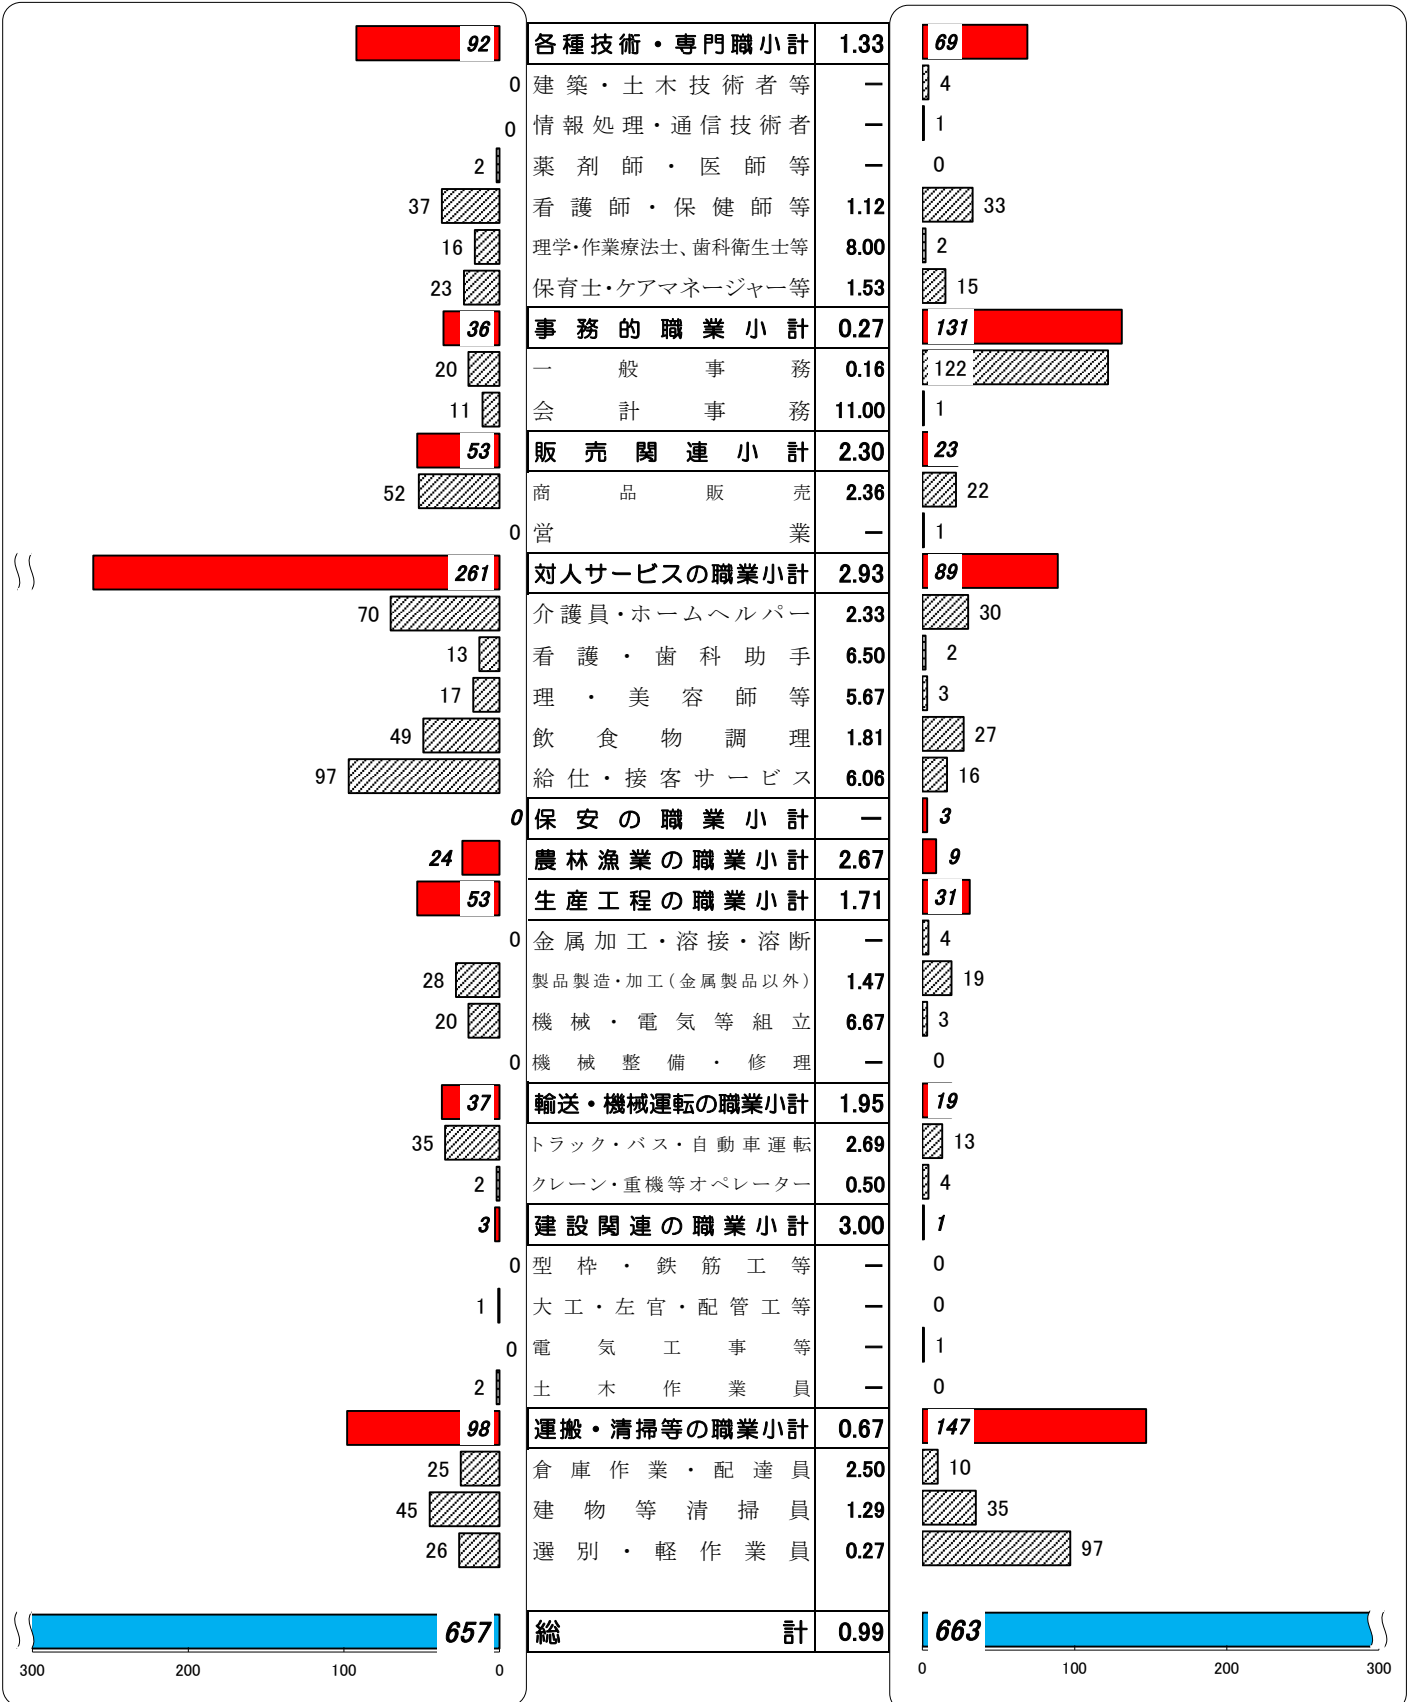 92 各種技術・専門職小計 1.33 69
0 建築・土木技術者等 ― 4
0 情報処理・通信技術者 ― 1
2 薬剤師・医師等 ― 0
37 看護師・保健師等 1.12 33
16 理学・作業療法士、歯科衛生士等 8.00 2
23 保育士・ケアマネージャー等 1.53 15
36 事務的職業小計 0.27 131
20 一般事務 0.16 122
11 会計事務 11.00 1
53 販売関連小計 2.30 23
52 商品販売 2.36 22
0 営業 ― 1
261 対人サービスの職業小計 2.93 89
70 介護員・ホームヘルパー 2.33 30
13 看護・歯科助手 6.50 2
17 理・美容師等 5.67 3
49 飲食物調理 1.81 27
97 給仕・接客サービス 6.06 16
0 保安の職業小計 ― 3
24 農林漁業の職業小計 2.67 9
53 生産工程の職業小計 1.71 31
0 金属加工・溶接・溶断 ― 4
28 製品製造・加工(金属製品以外) 1.47 19
20 機械・電気等組立 6.67 3
0 機械整備・修理 ― 0
37 輸送・機械運転の職業小計 1.95 19
35 トラック・バス・自動車運転 2.69 13
2 クレーン・重機等オペレーター 0.50 4
3 建設関連の職業小計 3.00 1
0 型枠・鉄筋工等 ― 0
1 大工・左官・配管工等 ― 0
0 電気工事等 ― 1
2 土木作業員 ― 0
98 運搬・清掃等の職業小計 0.67 147
25 倉庫作業・配達員 2.50 10
45 建物等清掃員 1.29 35
26 選別・軽作業員 0.27 97
657 総計 0.99 663
300 200 100 0 0 100 200 300